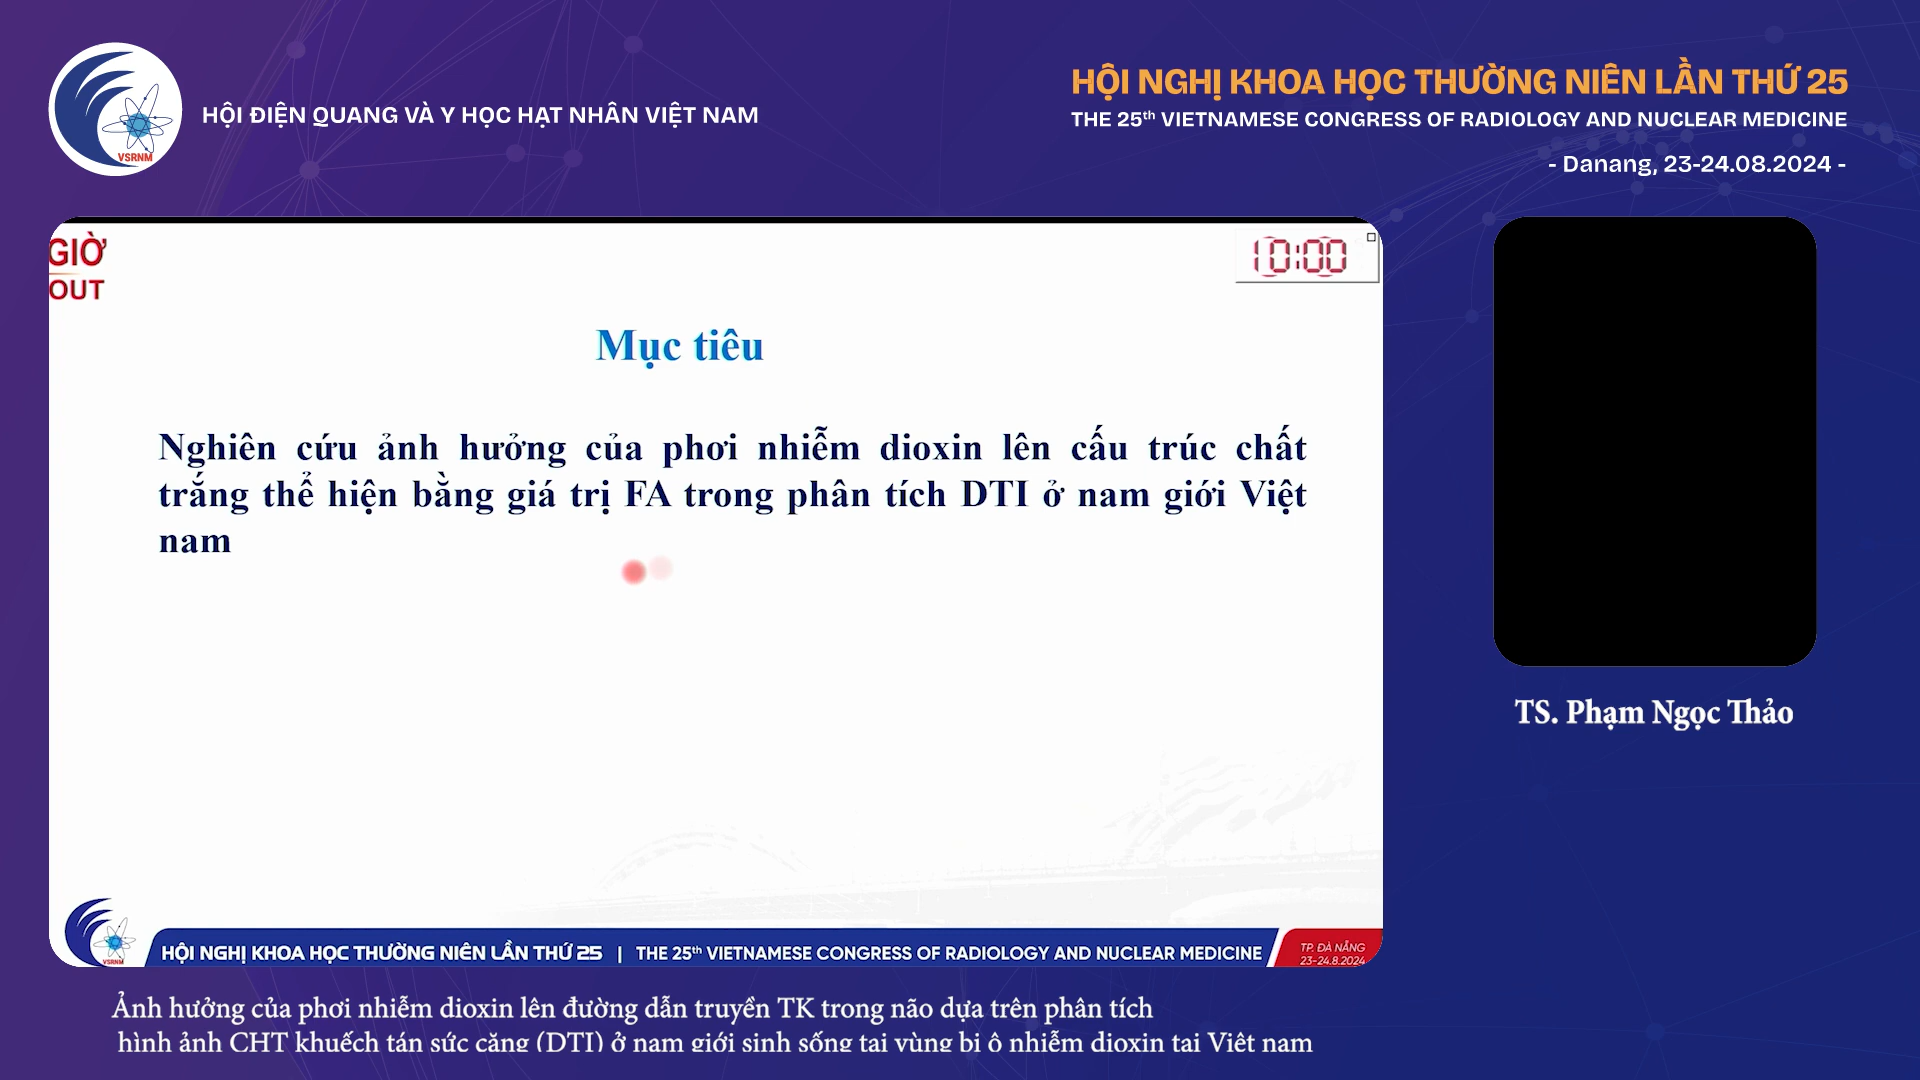 HỘI ĐIỆN QUANG VÀ Y HỌC HẠT NHÂN VIỆT NAM
VSRNM
HỘI NGHỊ KHOA HỌC THƯỜNG NIÊN LẦN THỨ 25
THE 25th VIETNAMESE CONGRESS OF RADIOLOGY AND NUCLEAR MEDICINE
- Danang, 23-24.08.2024 -
GIỜ
OUT
10:00
Mục tiêu
Nghiên cứu ảnh hưởng của phơi nhiễm dioxin lên cấu trúc chất
trắng thể hiện bằng giá trị FA trong phân tích DTI ở nam giới Việt
nam
TS. Phạm Ngọc Thảo
VSRNM
HỘI NGHỊ KHOA HỌC THƯỜNG NIÊN LẦN THỨ 25 | THE 25th VIETNAMESE CONGRESS OF RADIOLOGY AND NUCLEAR MEDICINE
TP. ĐÀ NẴNG
23-24.8.2024
Ảnh hưởng của phơi nhiễm dioxin lên đường dẫn truyền TK trong não dựa trên phân tích
hình ảnh CHT khuếch tán sức căng (DTI) ở nam giới sinh sống tại vùng bị ô nhiễm dioxin tại Việt nam